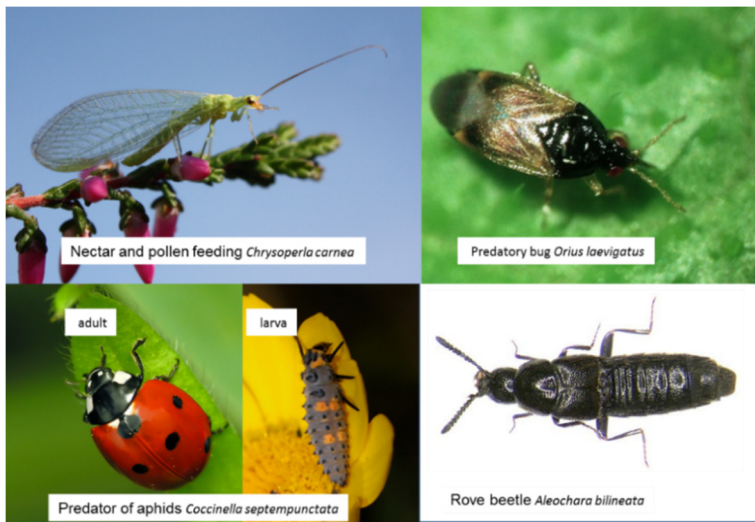 Nectar and pollen feeding Chrysoperla carnea
Predatory bug Orius laevigatus
adult
larva
Predator of aphids Coccinella septempunctata
Rove beetle Aleochara bilineata